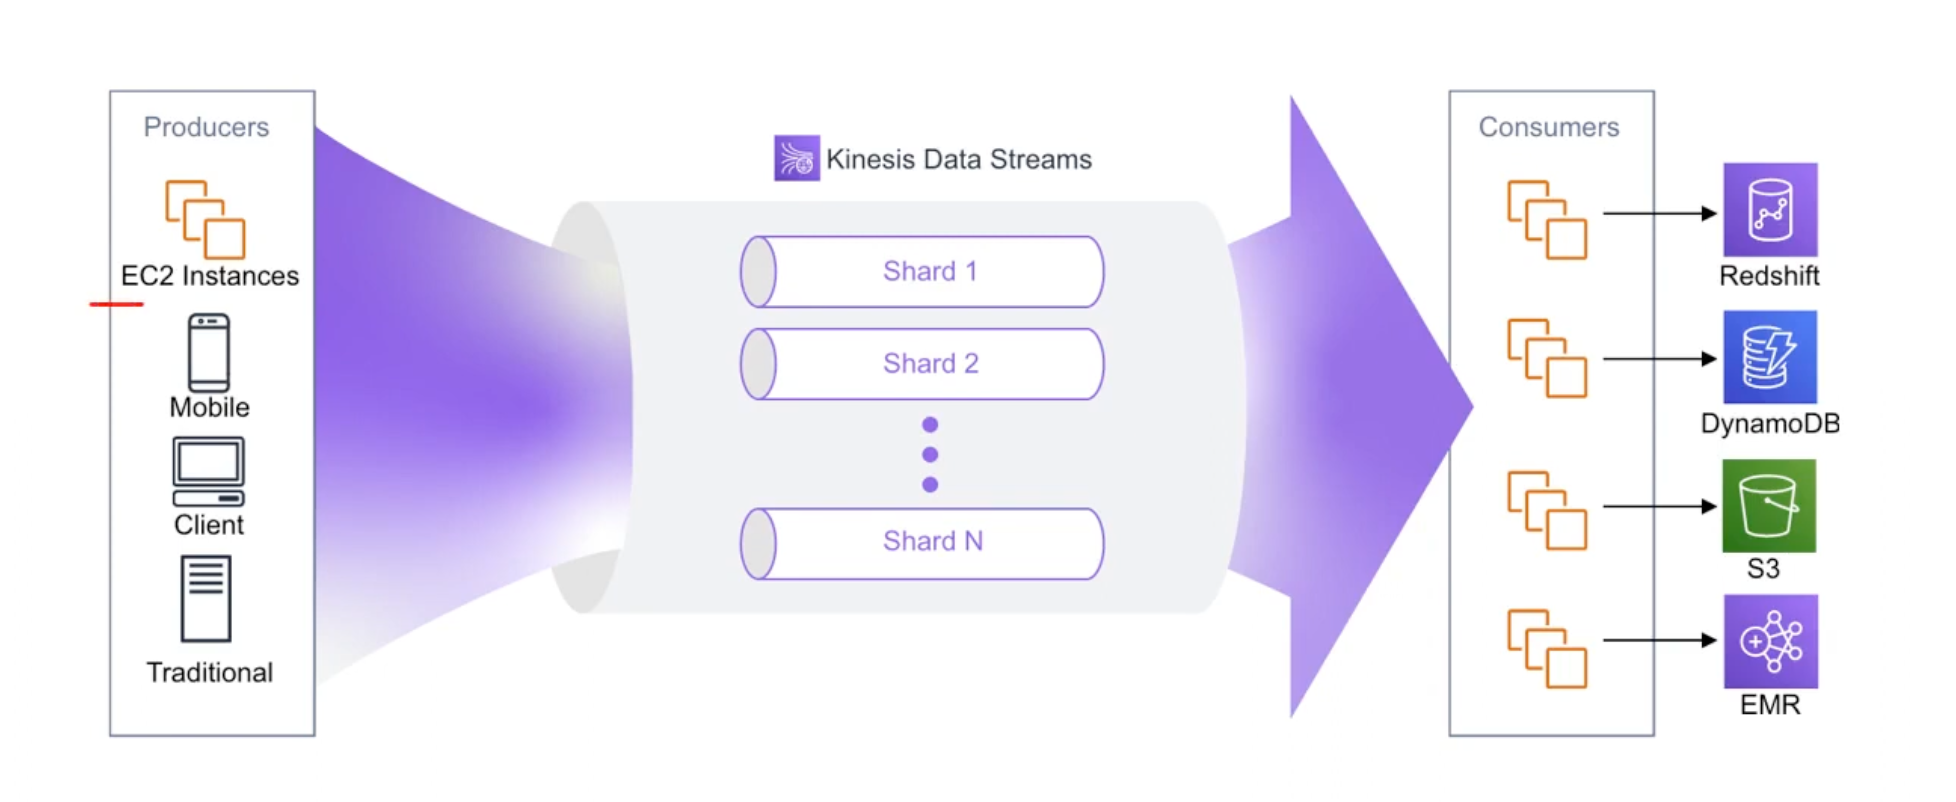 Producers
EC2 Instances
Mobile
Client
Traditional
Kinesis Data Streams
Shard 1
Shard 2
Shard N
Consumers
Redshift
DynamoDB
S3
EMR